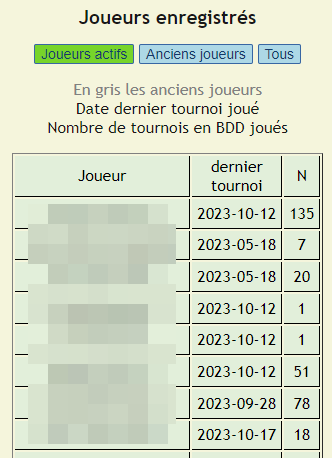 Joueurs enregistrés
Joueurs actifs Anciens joueurs Tous
En gris les anciens joueurs
Date dernier tournoi joué
Nombre de tournois en BDD joués
Joueur dernier tournoi N
2023-10-12 135
2023-05-18 7
2023-05-18 20
2023-10-12 1
2023-10-12 1
2023-10-12 51
2023-09-28 78
2023-10-17 18